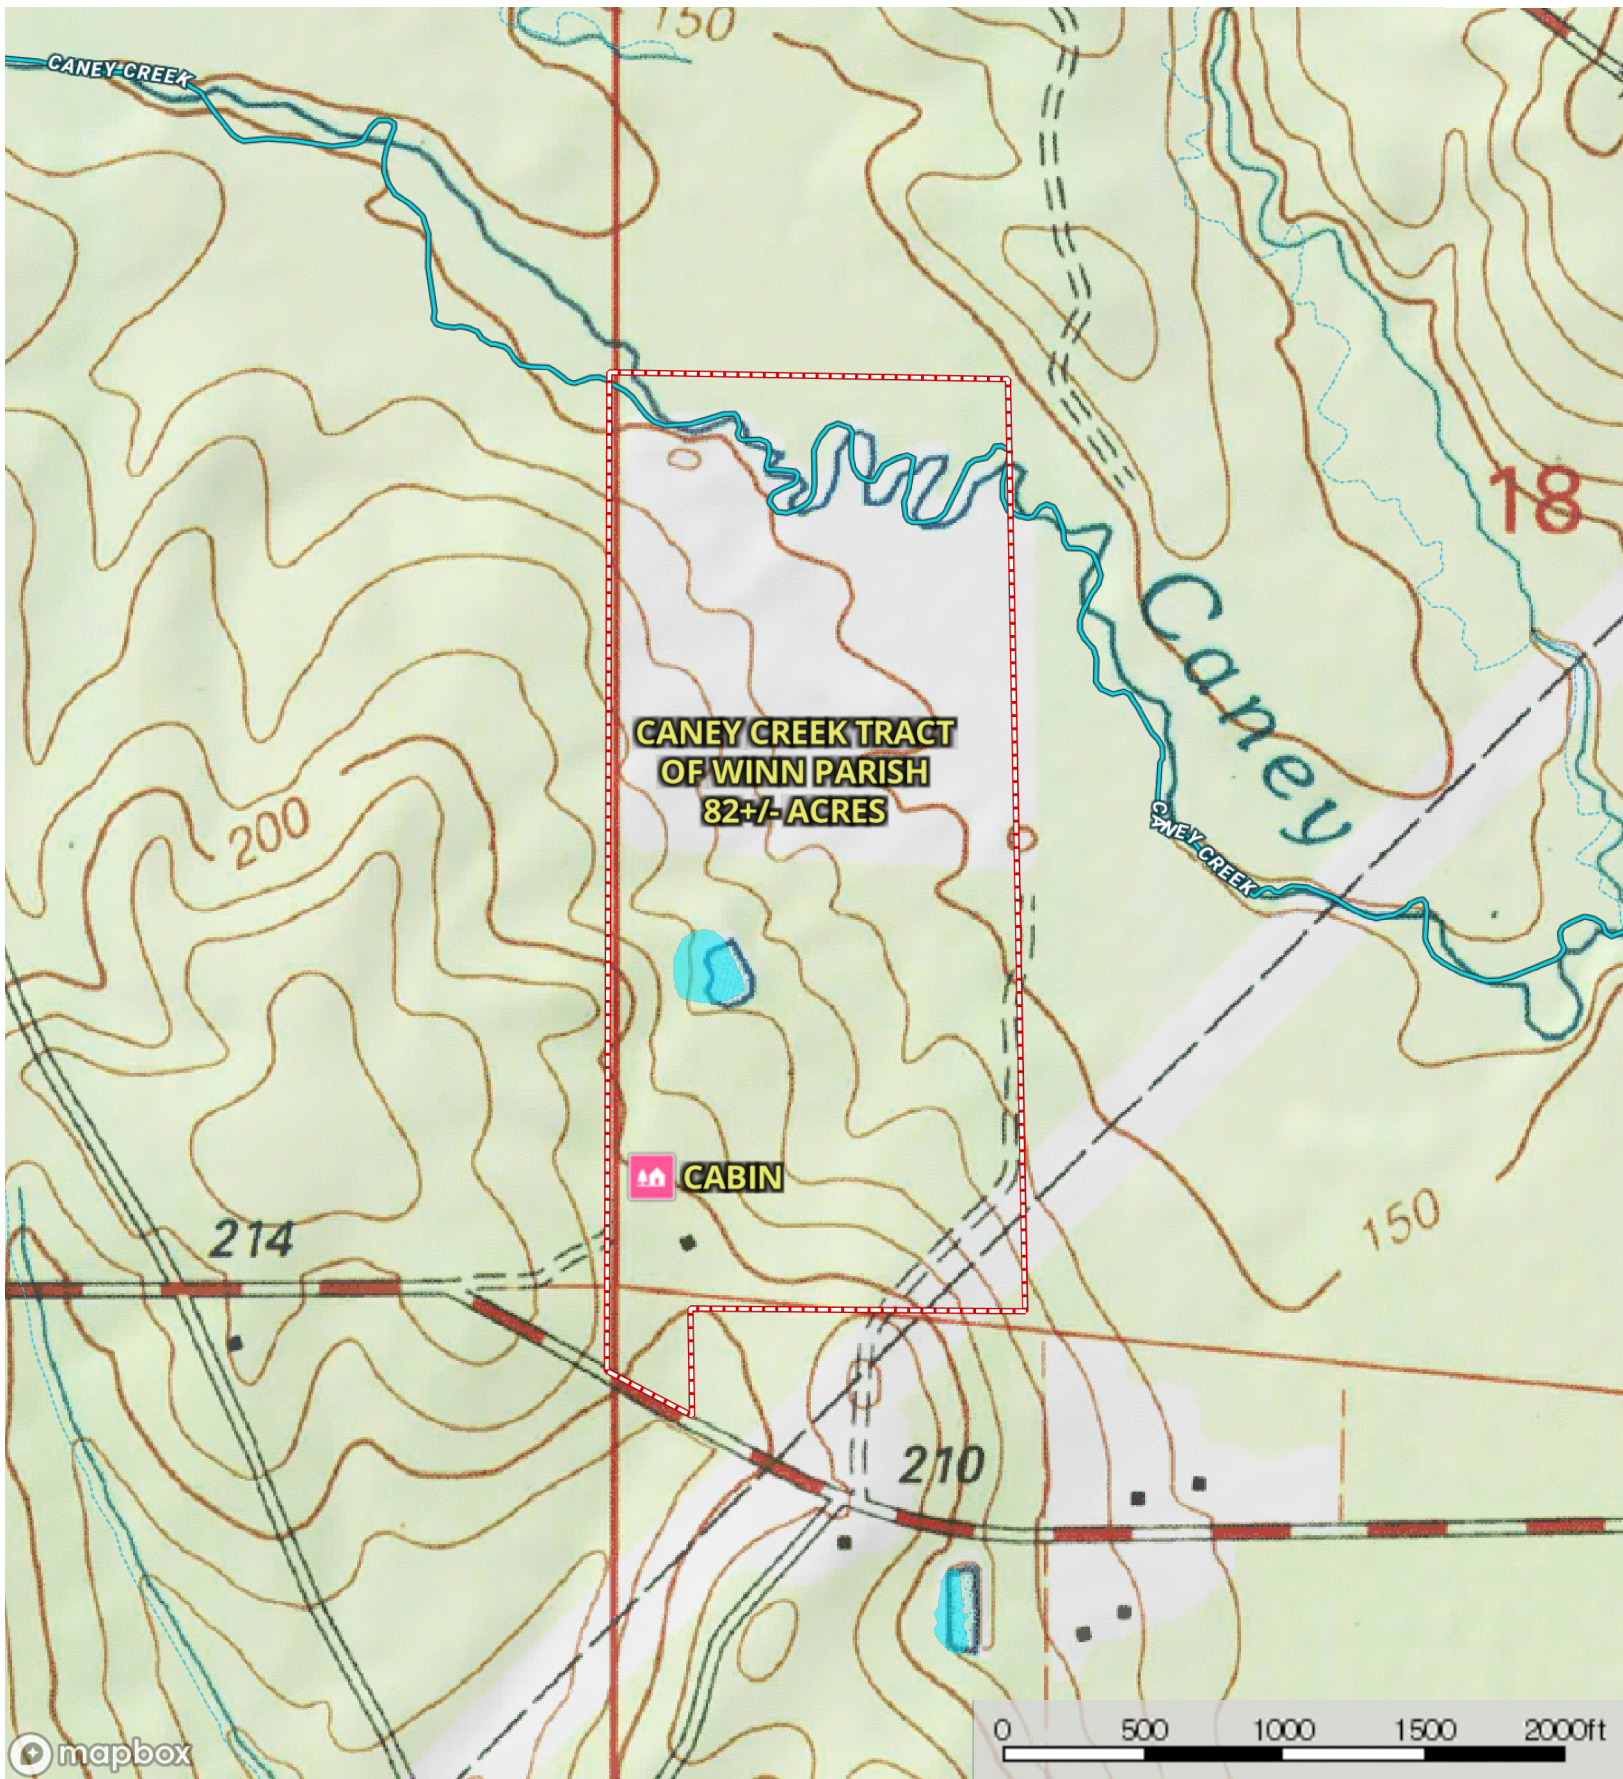 150
CANEY CREEK
18
Caney
CANEY CREEK TRACT
OF WINN PARISH
82+/- ACRES
200
CANEY CREEK
CABIN
214
150
210
0 500 1000 1500 2000ft
mapbox